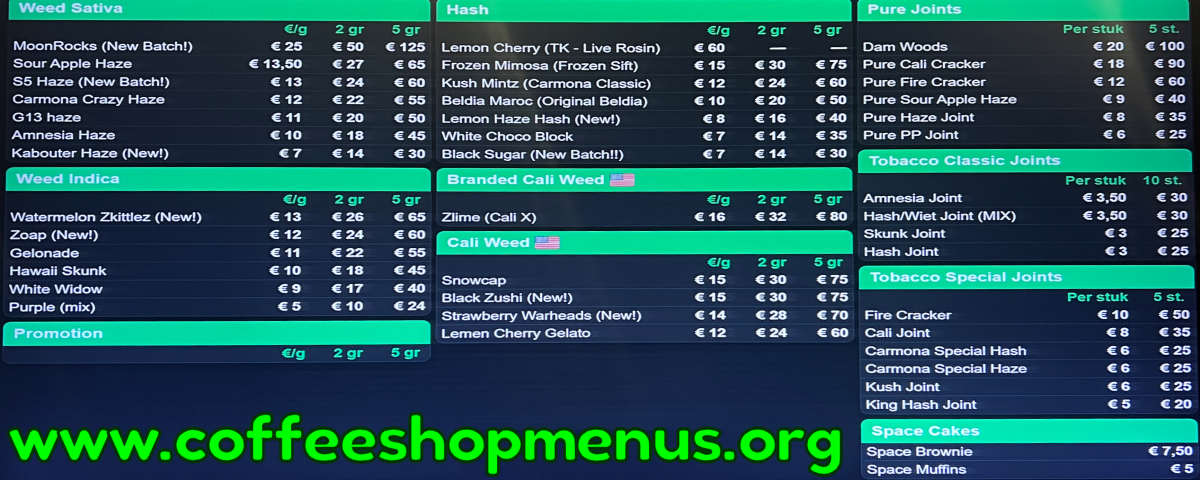 Weed Sativa
€/g 2 gr 5 gr
MoonRocks (New Batch!) € 25 € 50 € 125
Sour Apple Haze € 13,50 € 27 € 65
S5 Haze (New Batch!) € 13 € 24 € 60
Carmona Crazy Haze € 12 € 22 € 55
G13 haze € 11 € 20 € 50
Amnesia Haze € 10 € 18 € 45
Kabouter Haze (New!) € 7 € 14 € 30
Weed Indica
€/g 2 gr 5 gr
Watermelon Zkittlez (New!) € 13 € 26 € 65
Zoap (New!) € 12 € 24 € 60
Gelonade € 11 € 22 € 55
Hawaii Skunk € 10 € 18 € 45
White Widow € 9 € 17 € 40
Purple (mix) € 5 € 10 € 24
Promotion
€/g 2 gr 5 gr
Hash
€/g 2 gr 5 gr
Lemon Cherry (TK - Live Rosin) € 60 — —
Frozen Mimosa (Frozen Sift) € 15 € 30 € 75
Kush Mintz (Carmona Classic) € 12 € 24 € 60
Beldia Maroc (Original Beldia) € 10 € 20 € 50
Lemon Haze Hash (New!) € 8 € 16 € 40
White Choco Block € 7 € 14 € 35
Black Sugar (New Batch!!) € 7 € 14 € 30
Branded Cali Weed
€/g 2 gr 5 gr
Zlime (Cali X) € 16 € 32 € 80
Cali Weed
€/g 2 gr 5 gr
Snowcap € 15 € 30 € 75
Black Zushi (New!) € 15 € 30 € 75
Strawberry Warheads (New!) € 14 € 28 € 70
Lemen Cherry Gelato € 12 € 24 € 60
Pure Joints
Per stuk 5 st.
Dam Woods € 20 € 100
Pure Cali Cracker € 18 € 90
Pure Fire Cracker € 12 € 60
Pure Sour Apple Haze € 9 € 40
Pure Haze Joint € 8 € 35
Pure PP Joint € 6 € 25
Tobacco Classic Joints
Per stuk 10 st.
Amnesia Joint € 3,50 € 30
Hash/Wiet Joint (MIX) € 3,50 € 30
Skunk Joint € 3 € 25
Hash Joint € 3 € 25
Tobacco Special Joints
Per stuk 5 st.
Fire Cracker € 10 € 50
Cali Joint € 8 € 35
Carmona Special Hash € 6 € 25
Carmona Special Haze € 6 € 25
Kush Joint € 6 € 25
King Hash Joint € 5 € 20
Space Cakes
Space Brownie € 7,50
Space Muffins € 5
www.coffeeshopmenus.org